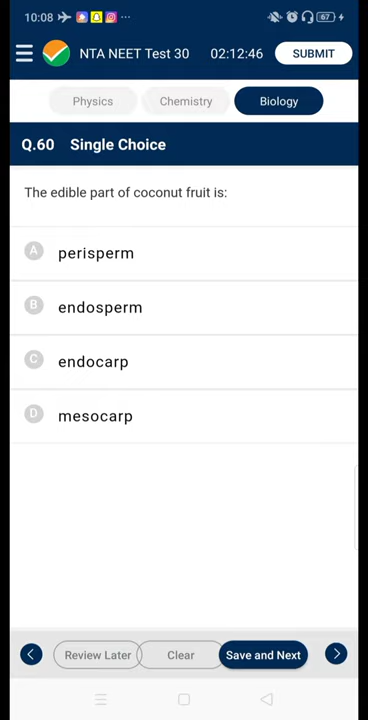 10:08
67
NTA NEET Test 30 02:12:46 SUBMIT
Physics Chemistry Biology
Q.60 Single Choice
The edible part of coconut fruit is:
A perisperm
B endosperm
C endocarp
D mesocarp
Review Later Clear Save and Next